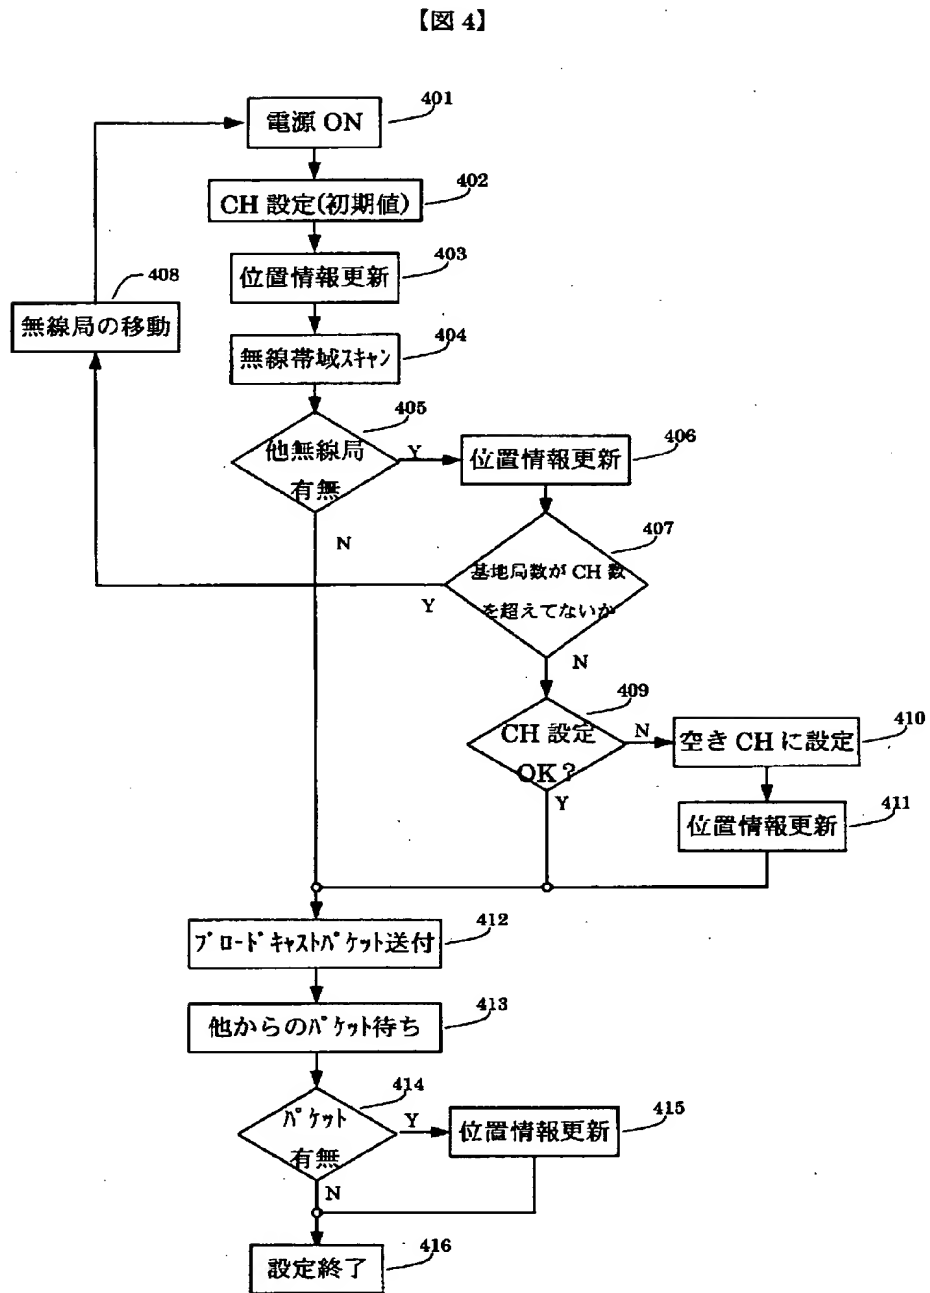 【図 4】
401
電源 ON
402
CH 設定(初期値)
403
位置情報更新
408
無線局の移動
404
無線帯域ｽｷｬﾝ
405
他無線局
有無
Y
406
位置情報更新
N
407
基地局数が CH 数
を超えてないか
Y
N
409
CH 設定
OK？
N
410
空き CH に設定
Y
411
位置情報更新
412
ﾌﾞﾛｰﾄﾞｷｬｽﾄﾊﾟｹｯﾄ送付
413
他からのﾊﾟｹｯﾄ待ち
414
ﾊﾟｹｯﾄ
有無
Y
415
位置情報更新
N
416
設定終了